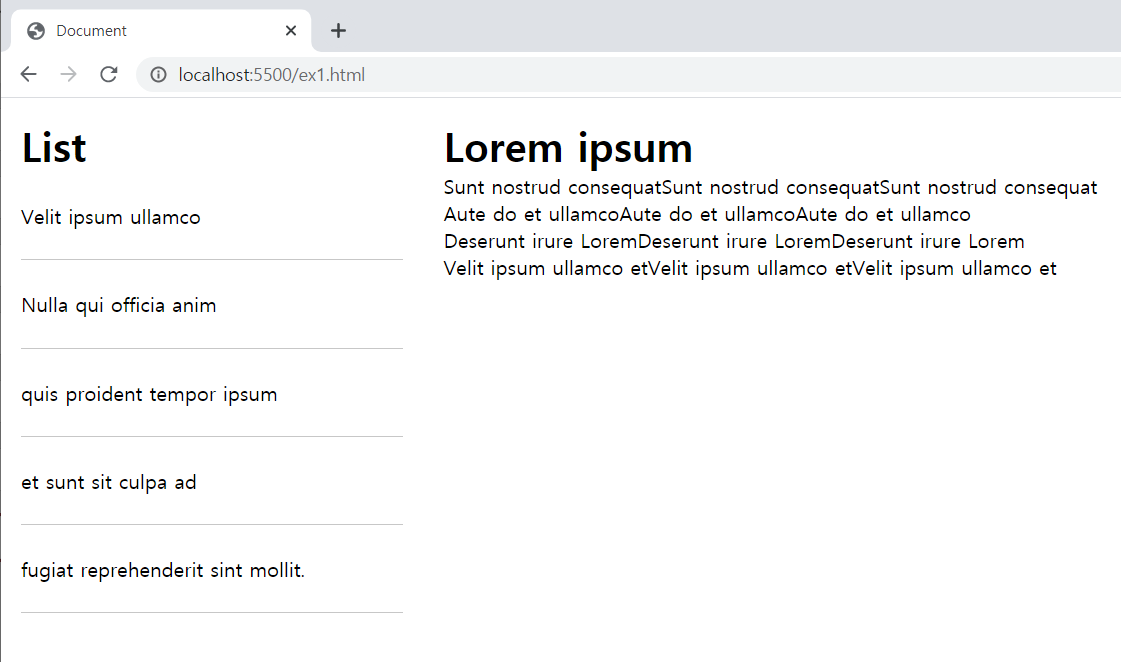 Document
localhost:5500/ex1.html
List
Velit ipsum ullamco
Nulla qui officia anim
quis proident tempor ipsum
et sunt sit culpa ad
fugiat reprehenderit sint mollit.
Lorem ipsum
Sunt nostrud consequatSunt nostrud consequatSunt nostrud consequat
Aute do et ullamcoAute do et ullamcoAute do et ullamco
Deserunt irure LoremDeserunt irure LoremDeserunt irure Lorem
Velit ipsum ullamco etVelit ipsum ullamco etVelit ipsum ullamco et